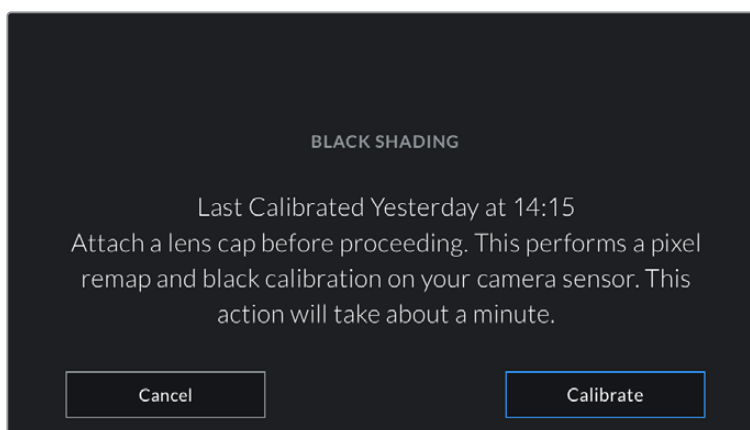 BLACK SHADING
Last Calibrated Yesterday at 14:15
Attach a lens cap before proceeding. This performs a pixel
remap and black calibration on your camera sensor. This
action will take about a minute.
Cancel
Calibrate